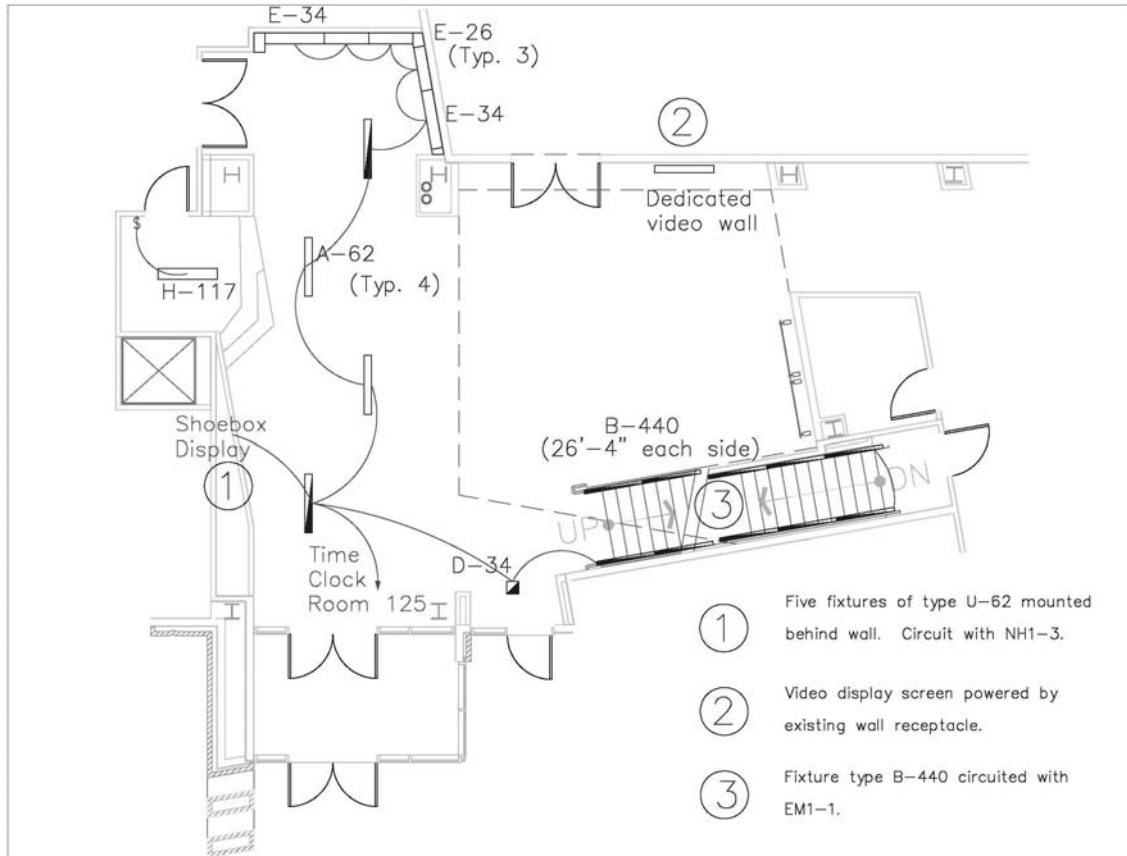 E-34
E-26
(Typ. 3)
E-34
2
H
H
H
I
Dedicated
video wall
$
A-62
(Typ. 4)
H-117
Shoebox
Display
1
B-440
(26'-4" each side)
I
3
UP
DN
Time
Clock
Room 125
D-34
I
I
1
Five fixtures of type U-62 mounted
behind wall. Circuit with NH1-3.
2
Video display screen powered by
existing wall receptacle.
3
Fixture type B-440 circuited with
EM1-1.